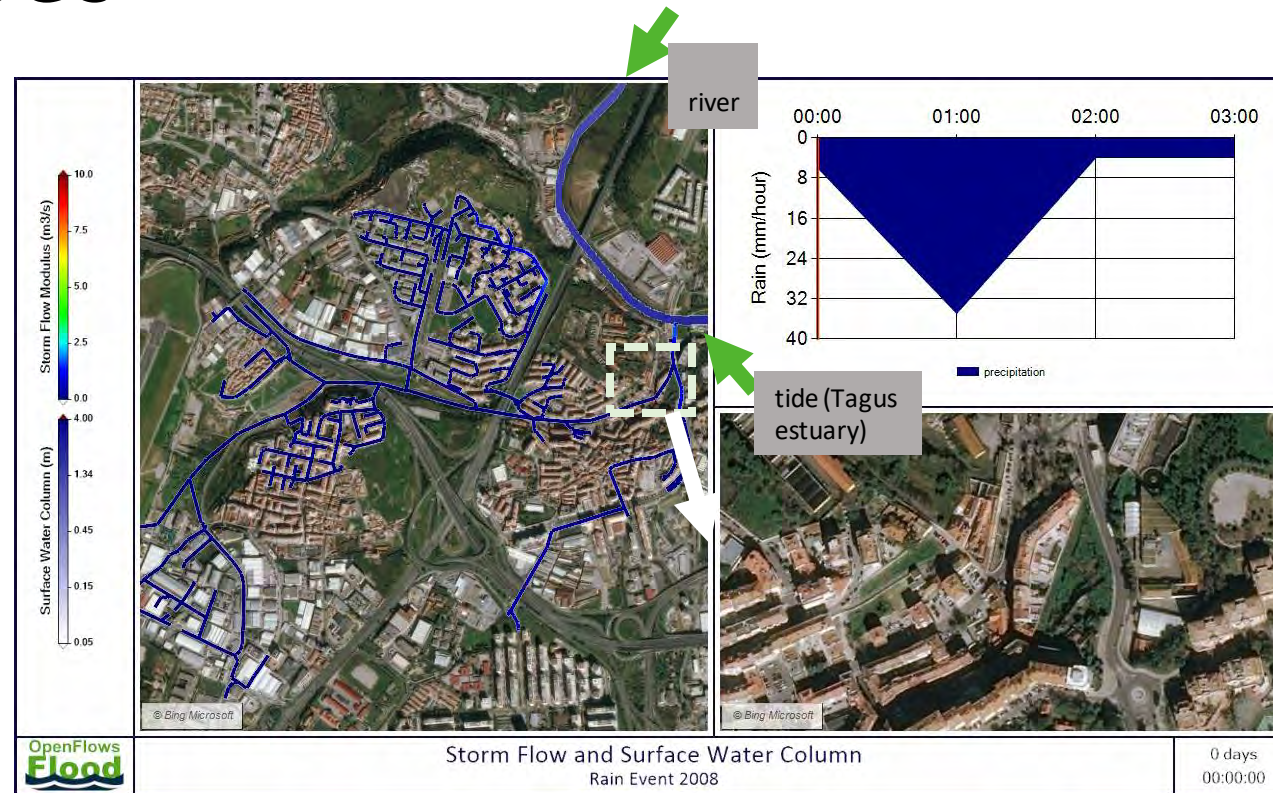 river
Storm Flow Modulus (m3/s)
10.0
7.5
5.0
2.5
0.0
Surface Water Column (m)
4.00
1.34
0.45
0.15
0.05
© Bing Microsoft
00:00 01:00 02:00 03:00
Rain (mm/hour)
0
8
16
24
32
40
precipitation
tide (Tagus
estuary)
© Bing Microsoft
OpenFlows
Flood
Storm Flow and Surface Water Column
Rain Event 2008
0 days
00:00:00